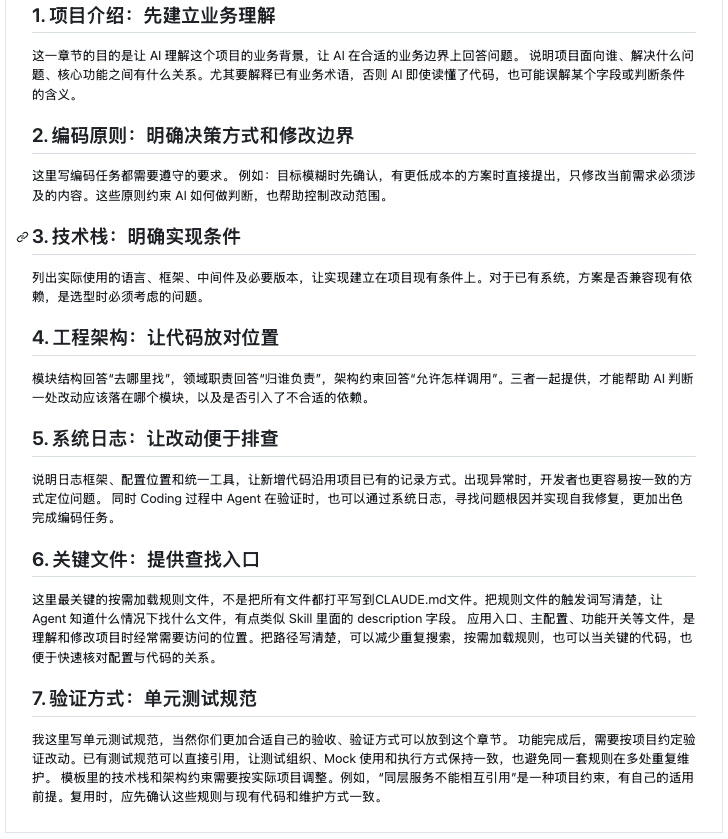 1. 项目介绍：先建立业务理解
这一章节的目的是让 AI 理解这个项目的业务背景，让 AI 在合适的业务边界上回答问题。 说明项目面向谁、解决什么问
题、核心功能之间有什么关系。尤其要解释已有业务术语，否则 AI 即使读懂了代码，也可能误解某个字段或判断条件
的含义。
2. 编码原则：明确决策方式和修改边界
这里写编码任务都需要遵守的要求。 例如：目标模糊时先确认，有更低成本的方案时直接提出，只修改当前需求必须涉
及的内容。这些原则约束 AI 如何做判断，也帮助控制改动范围。
3. 技术栈：明确实现条件
列出实际使用的语言、框架、中间件及必要版本，让实现建立在项目现有条件上。对于已有系统，方案是否兼容现有依
赖，是选型时必须考虑的问题。
4. 工程架构：让代码放对位置
模块结构回答“去哪里找”，领域职责回答“归谁负责”，架构约束回答“允许怎样调用”。三者一起提供，才能帮助 AI 判断
一处改动应该落在哪个模块，以及是否引入了不合适的依赖。
5. 系统日志：让改动便于排查
说明日志框架、配置位置和统一工具，让新增代码沿用项目已有的记录方式。出现异常时，开发者也更容易按一致的方
式定位问题。 同时 Coding 过程中 Agent 在验证时，也可以通过系统日志，寻找问题根因并实现自我修复，更加出色
完成编码任务。
6. 关键文件：提供查找入口
这里最关键的按需加载规则文件，不是把所有文件都打平写到CLAUDE.md文件。把规则文件的触发词写清楚，让
Agent 知道什么情况下找什么文件，有点类似 Skill 里面的 description 字段。 应用入口、主配置、功能开关等文件，是
理解和修改项目时经常需要访问的位置。把路径写清楚，可以减少重复搜索，按需加载规则，也可以当关键的代码，也
便于快速核对配置与代码的关系。
7. 验证方式：单元测试规范
我这里写单元测试规范，当然你们更加合适自己的验收、验证方式可以放到这个章节。 功能完成后，需要按项目约定验
证改动。已有测试规范可以直接引用，让测试组织、Mock 使用和执行方式保持一致，也避免同一套规则在多处重复维
护。 模板里的技术栈和架构约束需要按实际项目调整。例如，“同层服务不能相互引用”是一种项目约束，有自己的适用
前提。复用时，应先确认这些规则与现有代码和维护方式一致。